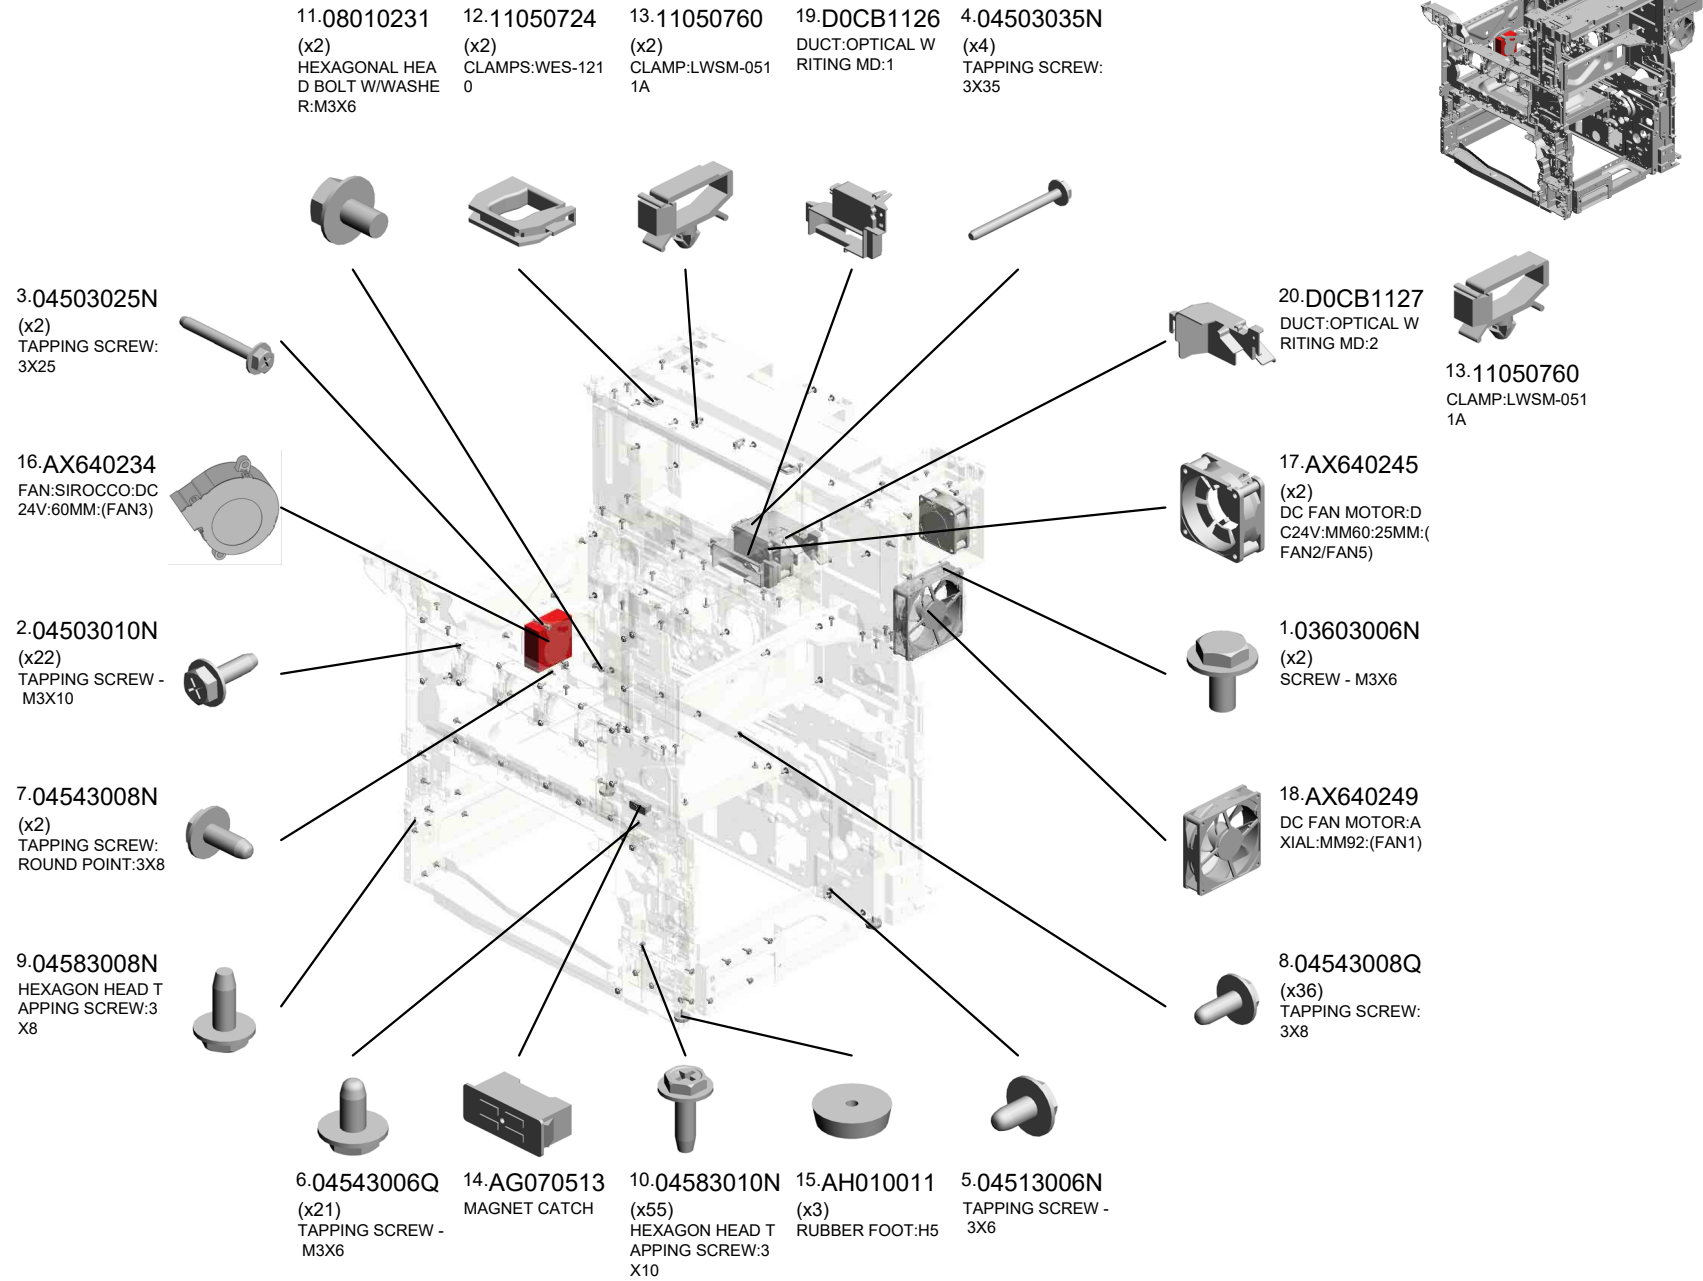 11.08010231
(x2)
HEXAGONAL HEA
D BOLT W/WASHE
R:M3X6
12.11050724
(x2)
CLAMPS:WES-121
0
13.11050760
(x2)
CLAMP:LWSM-051
1A
19.D0CB1126
DUCT:OPTICAL W
RITING MD:1
4.04503035N
(x4)
TAPPING SCREW:
3X35
3.04503025N
(x2)
TAPPING SCREW:
3X25
20.D0CB1127
DUCT:OPTICAL W
RITING MD:2
13.11050760
CLAMP:LWSM-051
1A
16.AX640234
FAN:SIROCCO:DC
24V:60MM:(FAN3)
17.AX640245
(x2)
DC FAN MOTOR:D
C24V:MM60:25MM:(
FAN2/FAN5)
2.04503010N
(x22)
TAPPING SCREW -
M3X10
1.03603006N
(x2)
SCREW - M3X6
7.04543008N
(x2)
TAPPING SCREW:
ROUND POINT:3X8
18.AX640249
DC FAN MOTOR:A
XIAL:MM92:(FAN1)
9.04583008N
HEXAGON HEAD T
APPING SCREW:3
X8
8.04543008Q
(x36)
TAPPING SCREW:
3X8
6.04543006Q
(x21)
TAPPING SCREW -
M3X6
14.AG070513
MAGNET CATCH
10.04583010N
(x55)
HEXAGON HEAD T
APPING SCREW:3
X10
15.AH010011
(x3)
RUBBER FOOT:H5
5.04513006N
TAPPING SCREW -
3X6